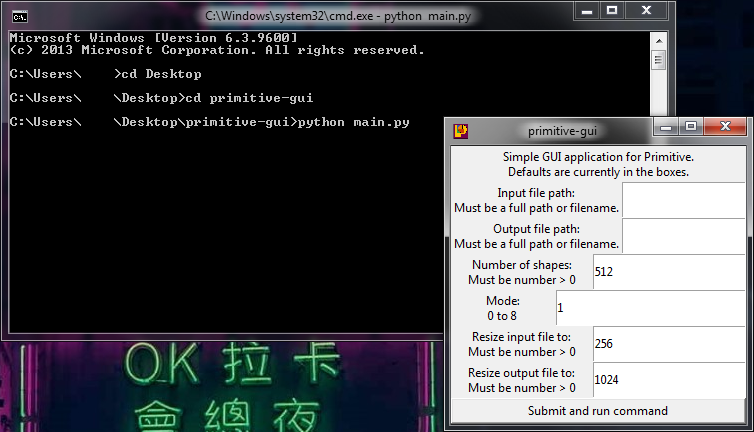 C:\Windows\system32\cmd.exe - python main.py
Microsoft Windows [Version 6.3.9600]
(c) 2013 Microsoft Corporation. All rights reserved.
C:\Users\    >cd Desktop
C:\Users\    \Desktop>cd primitive-gui
C:\Users\    \Desktop\primitive-gui>python main.py
primitive-gui
Simple GUI application for Primitive.
Defaults are currently in the boxes.
Input file path:
Must be a full path or filename.
Output file path:
Must be a full path or filename.
Number of shapes:
Must be number > 0
512
Mode:
0 to 8
1
Resize input file to:
Must be number > 0
256
Resize output file to:
Must be number > 0
1024
Submit and run command
OK拉卡
會總夜